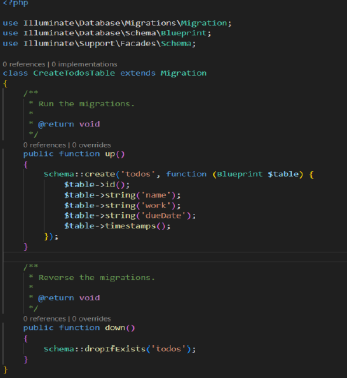 <?php
use Illuminate\Database\Migrations\Migration;
use Illuminate\Database\Schema\Blueprint;
use Illuminate\Support\Facades\Schema;
0 references | 0 implementations
class CreateTodosTable extends Migration
{
/**
* Run the migrations.
*
* @return void
*/
0 references | 0 overrides
public function up()
{
schema::create('todos', function (Blueprint $table) {
$table->id();
$table->string('name');
$table->string('work');
$table->string('dueDate');
$table->timestamps();
});
}
/**
* Reverse the migrations.
*
* @return void
*/
0 references | 0 overrides
public function down()
{
schema::dropIfExists('todos');
}
}